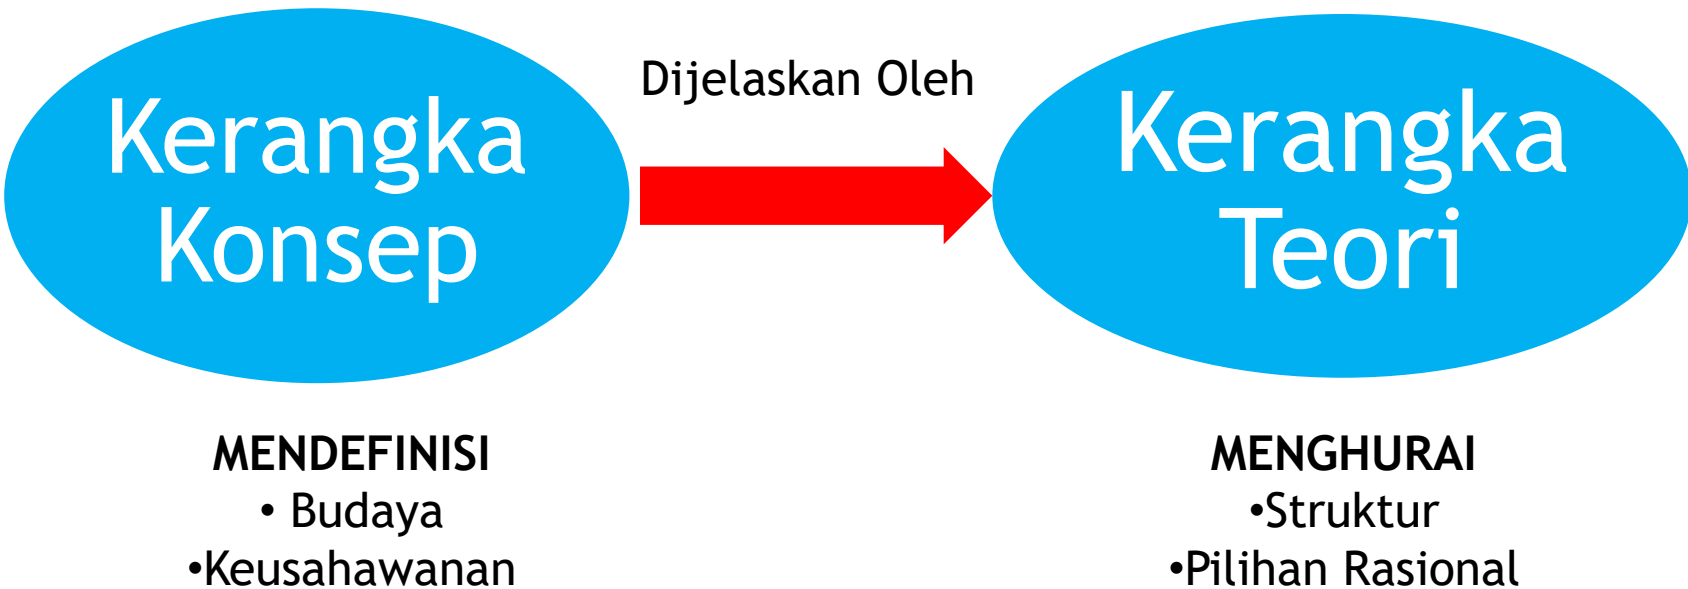 Kerangka
Konsep
Dijelaskan Oleh
Kerangka
Teori
MENDEFINISI
• Budaya
•Keusahawanan
MENGHURAI
•Struktur
•Pilihan Rasional